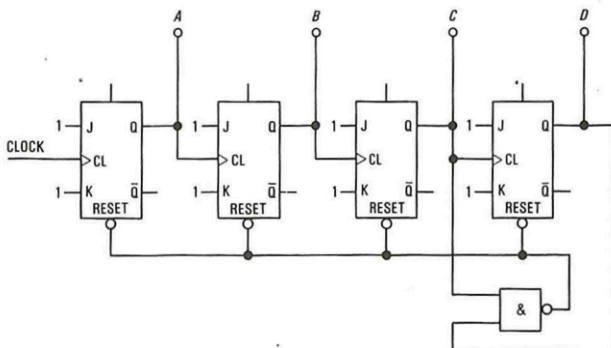 A B C D
1 J Q 1 J Q 1 J Q 1 J Q
CLOCK CL CL CL CL
1 K Q̅ 1 K Q̅ 1 K Q̅ 1 K Q̅
RESET RESET RESET RESET
&